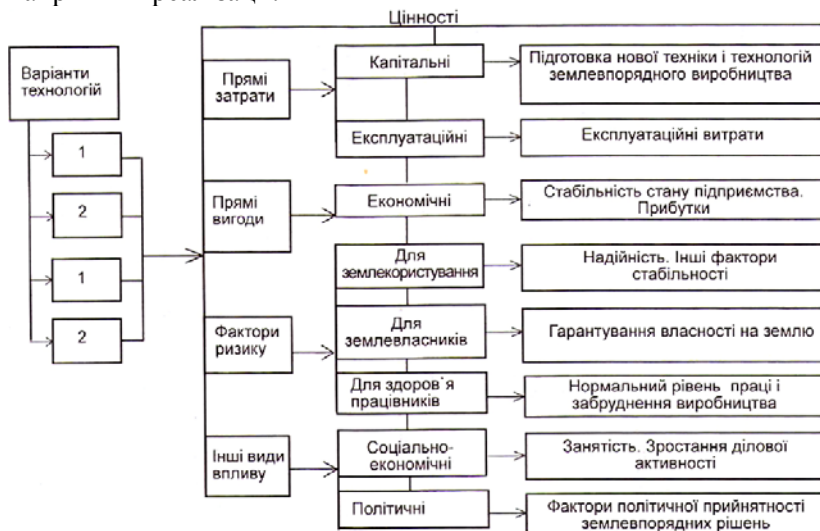 Цінності
Варіанти
технологій
1
2
1
2
Прямі
затрати
Капітальні
Підготовка нової техніки і технологій
землевпорядного виробництва
Експлуатаційні
Експлуатаційні витрати
Прямі
вигоди
Економічні
Стабільність стану підприємства.
Прибутки
Фактори
ризику
Для
землекористування
Надійність. Інші фактори
стабільності
Для
землевласників
Гарантування власності на землю
Для здоров`я
працівників
Нормальний рівень праці і
забруднення виробництва
Інші види
впливу
Соціально-
економічні
Занятість. Зростання ділової
активності
Політичні
Фактори політичної прийнятності
землевпорядних рішень